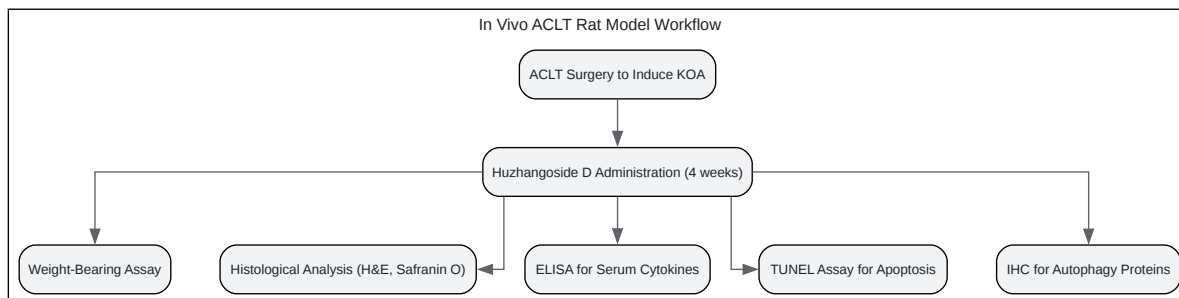 In Vivo ACLT Rat Model Workflow
ACLT Surgery to Induce KOA
Huzhangoside D Administration (4 weeks)
Weight-Bearing Assay
Histological Analysis (H&E, Safranin O)
ELISA for Serum Cytokines
TUNEL Assay for Apoptosis
IHC for Autophagy Proteins